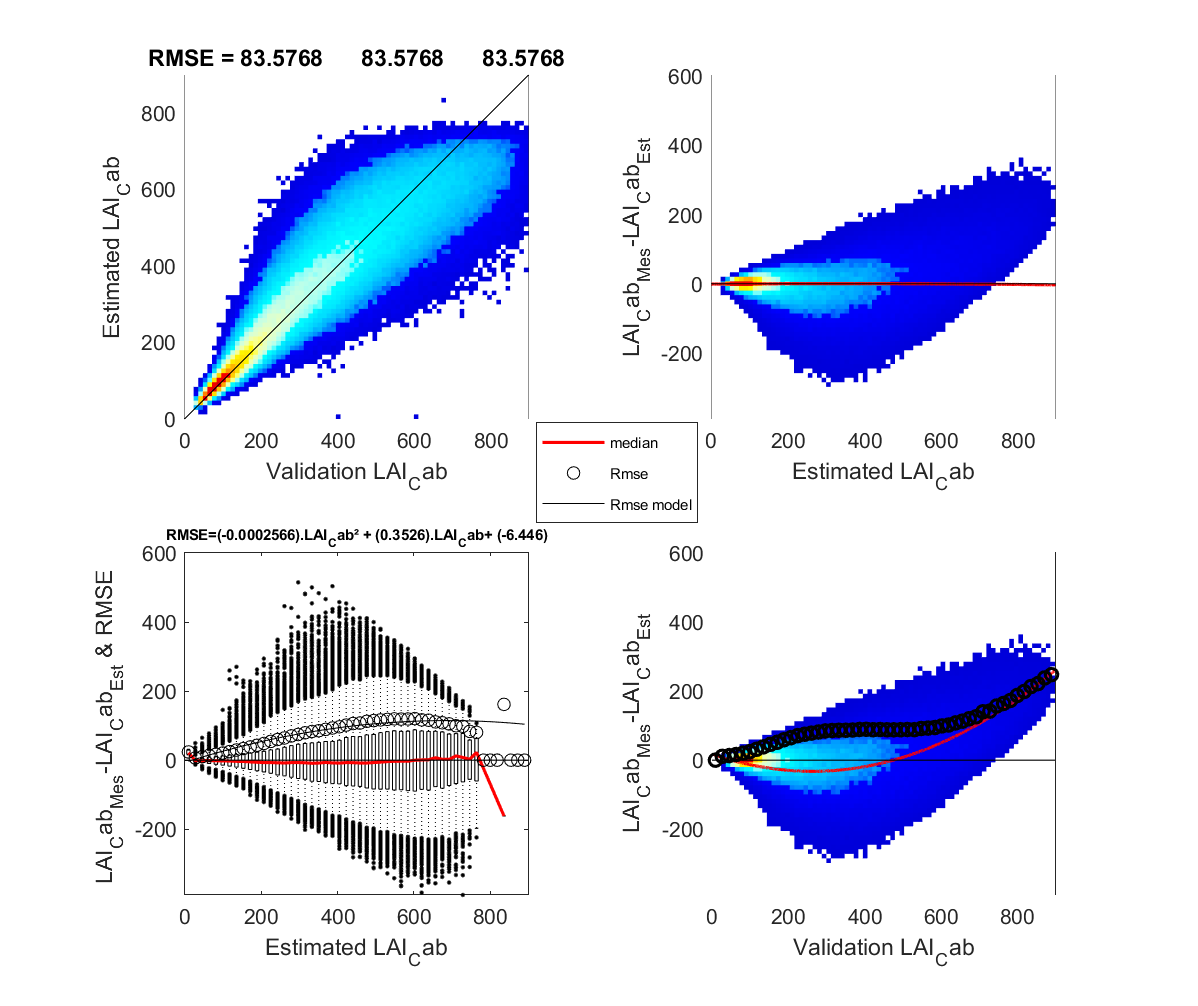 RMSE = 83.5768 83.5768 83.5768
800
600
400
200
0
0 200 400 600 800
Estimated LAI_Cab
Validation LAI_Cab
600
400
200
0
-200
0 200 400 600 800
LAI_Cab_Mes-LAI_Cab_Est
Estimated LAI_Cab
median
Rmse
Rmse model
RMSE=(-0.0002566).LAI_Cab² + (0.3526).LAI_Cab+ (-6.446)
600
400
200
0
-200
0 200 400 600 800
LAI_Cab_Mes-LAI_Cab_Est & RMSE
Estimated LAI_Cab
600
400
200
0
-200
0 200 400 600 800
LAI_Cab_Mes-LAI_Cab_Est
Validation LAI_Cab